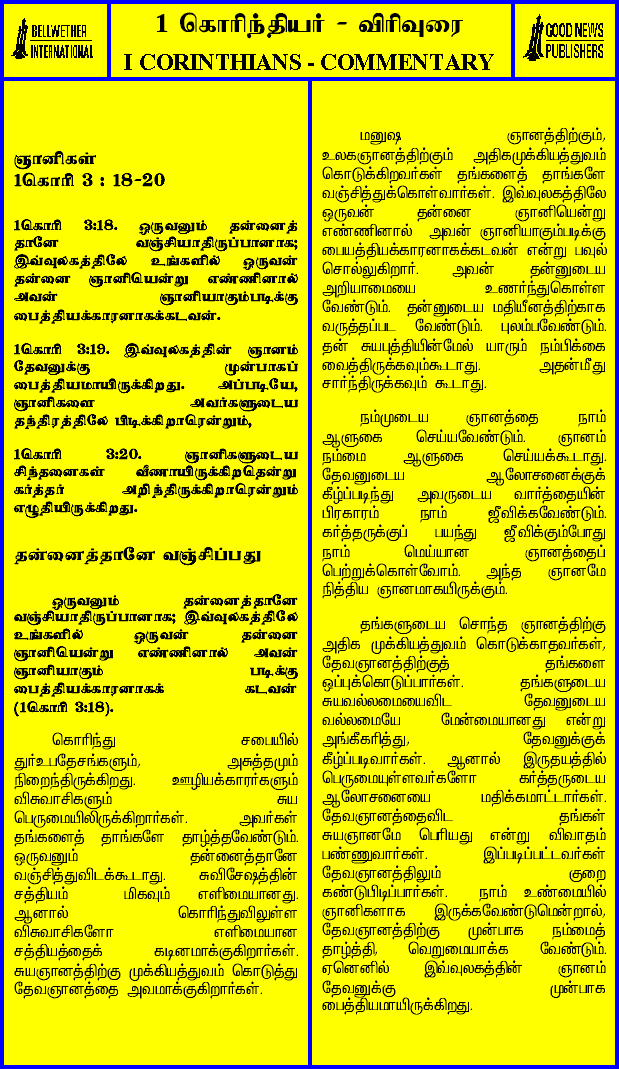 BELLWETHER
INTERNATIONAL
1 கொரிந்தியர் - விரிவுரை
I CORINTHIANS - COMMENTARY
GOOD NEWS
PUBLISHERS
ஞானிகள்
1கொரி 3 : 18-20
1கொரி 3:18. ஒருவனும் தன்னைத்
தானே வஞ்சியாதிருப்பானாக;
இவ்வுலகத்திலே உங்களில் ஒருவன்
தன்னை ஞானியென்று எண்ணினால்
அவன் ஞானியாகும்படிக்கு
பைத்தியக்காரனாகக்கடவன்.
1கொரி 3:19. இவ்வுலகத்தின் ஞானம்
தேவனுக்கு முன்பாகப்
பைத்தியமாயிருக்கிறது. அப்படியே,
ஞானிகளை அவர்களுடைய
தந்திரத்திலே பிடிக்கிறாரென்றும்,
1கொரி 3:20. ஞானிகளுடைய
சிந்தனைகள் வீணாயிருக்கிறதென்று
கர்த்தர் அறிந்திருக்கிறாரென்றும்
எழுதியிருக்கிறது.
தன்னைத்தானே வஞ்சிப்பது
ஒருவனும் தன்னைத்தானே
வஞ்சியாதிருப்பானாக; இவ்வுலகத்திலே
உங்களில் ஒருவன் தன்னை
ஞானியென்று எண்ணினால் அவன்
ஞானியாகும் படிக்கு
பைத்தியக்காரனாகக் கடவன்
(1கொரி 3:18).
கொரிந்து சபையில்
துர்உபதேசங்களும், அசுத்தமும்
நிறைந்திருக்கிறது. ஊழியக்காரர்களும்
விசுவாசிகளும் சுய
பெருமையிலிருக்கிறார்கள். அவர்கள்
தங்களைத் தாங்களே தாழ்த்தவேண்டும்.
ஒருவனும் தன்னைத்தானே
வஞ்சித்துவிடக்கூடாது. சுவிசேஷத்தின்
சத்தியம் மிகவும் எளிமையானது.
ஆனால் கொரிந்துவிலுள்ள
விசுவாசிகளோ எளிமையான
சத்தியத்தைக் கடினமாக்குகிறார்கள்.
சுயஞானத்திற்கு முக்கியத்துவம் கொடுத்து
தேவஞானத்தை அவமாக்குகிறார்கள்.
மனுஷ ஞானத்திற்கும்,
உலகஞானத்திற்கும் அதிகமுக்கியத்துவம்
கொடுக்கிறவர்கள் தங்களைத் தாங்களே
வஞ்சித்துக்கொள்வார்கள். இவ்வுலகத்திலே
ஒருவன் தன்னை ஞானியென்று
எண்ணினால் அவன் ஞானியாகும்படிக்கு
பையத்தியக்காரனாகக்கடவன் என்று பவுல்
சொல்லுகிறார். அவன் தன்னுடைய
அறியாமையை உணர்ந்துகொள்ள
வேண்டும். தன்னுடைய மதியீனத்திற்காக
வருத்தப்பட வேண்டும். புலம்பவேண்டும்.
தன் சுயபுத்தியின்மேல் யாரும் நம்பிக்கை
வைத்திருக்கவும்கூடாது. அதன்மீது
சார்ந்திருக்கவும் கூடாது.
நம்முடைய ஞானத்தை நாம்
ஆளுகை செய்யவேண்டும். ஞானம்
நம்மை ஆளுகை செய்யக்கூடாது.
தேவனுடைய ஆலோசனைக்குக்
கீழ்ப்படிந்து அவருடைய வார்த்தையின்
பிரகாரம் நாம் ஜீவிக்கவேண்டும்.
கர்த்தருக்குப் பயந்து ஜீவிக்கும்போது
நாம் மெய்யான ஞானத்தைப்
பெற்றுக்கொள்வோம். அந்த ஞானமே
நித்திய ஞானமாகயிருக்கும்.
தங்களுடைய சொந்த ஞானத்திற்கு
அதிக முக்கியத்துவம் கொடுக்காதவர்கள்,
தேவஞானத்திற்குத் தங்களை
ஒப்புக்கொடுப்பார்கள். தங்களுடைய
சுயவல்லமையைவிட தேவனுடைய
வல்லமையே மேன்மையானது என்று
அங்கீகரித்து, தேவனுக்குக்
கீழ்ப்படிவார்கள். ஆனால் இருதயத்தில்
பெருமையுள்ளவர்களோ கர்த்தருடைய
ஆலோசனையை மதிக்கமாட்டார்கள்.
தேவஞானத்தைவிட தங்கள்
சுயஞானமே பெரியது என்று விவாதம்
பண்ணுவார்கள். இப்படிப்பட்டவர்கள்
தேவஞானத்திலும் குறை
கண்டுபிடிப்பார்கள். நாம் உண்மையில்
ஞானிகளாக இருக்கவேண்டுமென்றால்,
தேவஞானத்திற்கு முன்பாக நம்மைத்
தாழ்த்தி, வெறுமையாக்க வேண்டும்.
ஏனெனில் இவ்வுலகத்தின் ஞானம்
தேவனுக்கு முன்பாக
பைத்தியமாயிருக்கிறது.